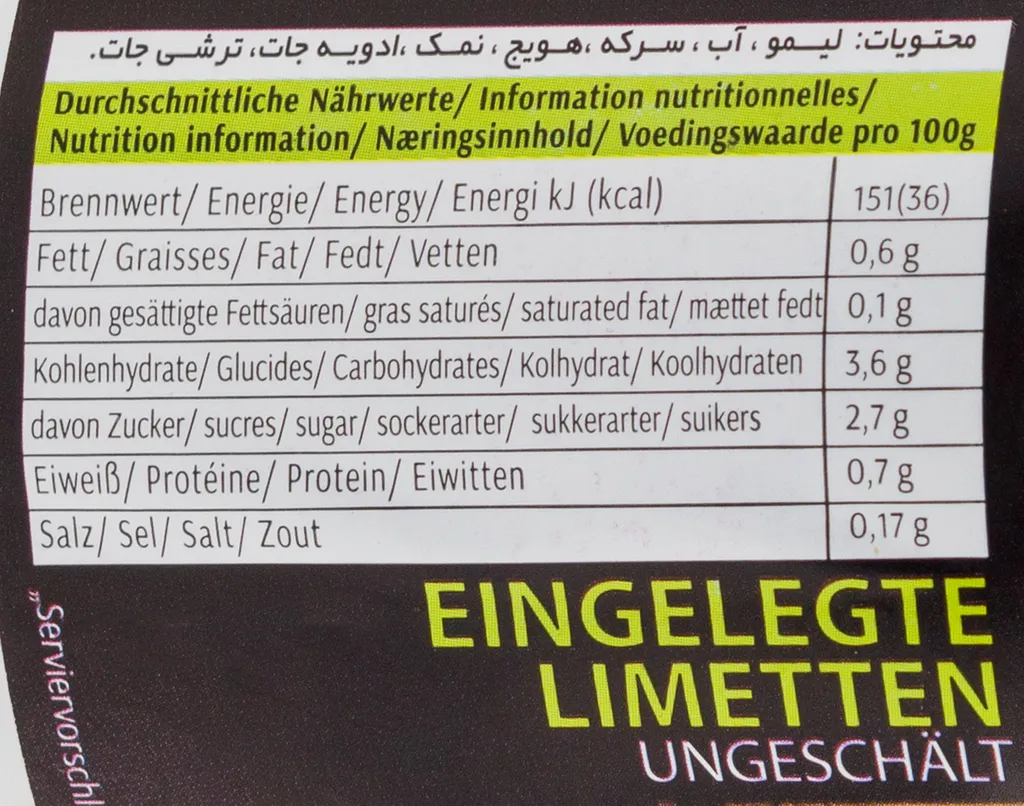 محتویات: لیمو ، آب ، سرکه ،هویج ، نمک ،ادویه جات، ترشی جات.
Durchschnittliche Nährwerte/ Information nutritionnelles/
Nutrition information/ Næringsinnhold/ Voedingswaarde pro 100g
Brennwert/ Energie/ Energy/ Energi kJ (kcal) 151(36)
Fett/ Graisses/ Fat/ Fedt/ Vetten 0,6 g
davon gesättigte Fettsäuren/ gras saturés/ saturated fat/ mættet fedt 0,1 g
Kohlenhydrate/ Glucides/ Carbohydrates/ Kolhydrat/ Koolhydraten 3,6 g
davon Zucker/ sucres/ sugar/ sockerarter/ sukkerarter/ suikers 2,7 g
Eiweiß/ Protéine/ Protein/ Eiwitten 0,7 g
Salz/ Sel/ Salt/ Zout 0,17 g
EINGELEGTE
LIMETTEN
UNGESCHÄLT
„Serviervorschl